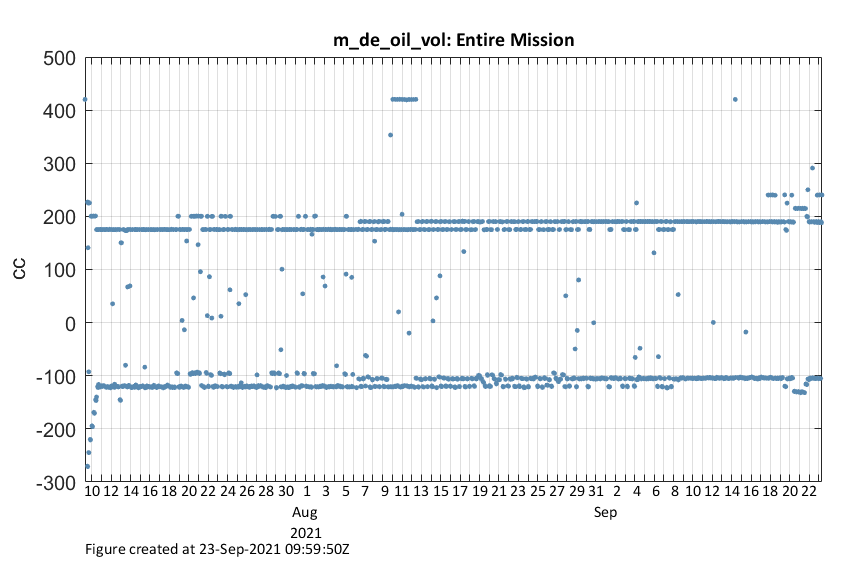 m_de_oil_vol: Entire Mission
500
400
300
200
100
0
-100
-200
-300
CC
10 12 14 16 18 20 22 24 26 28 30 1 3 5 7 9 11 13 15 17 19 21 23 25 27 29 31 2 4 6 8 10 12 14 16 18 20 22
Aug Sep
2021
Figure created at 23-Sep-2021 09:59:50Z